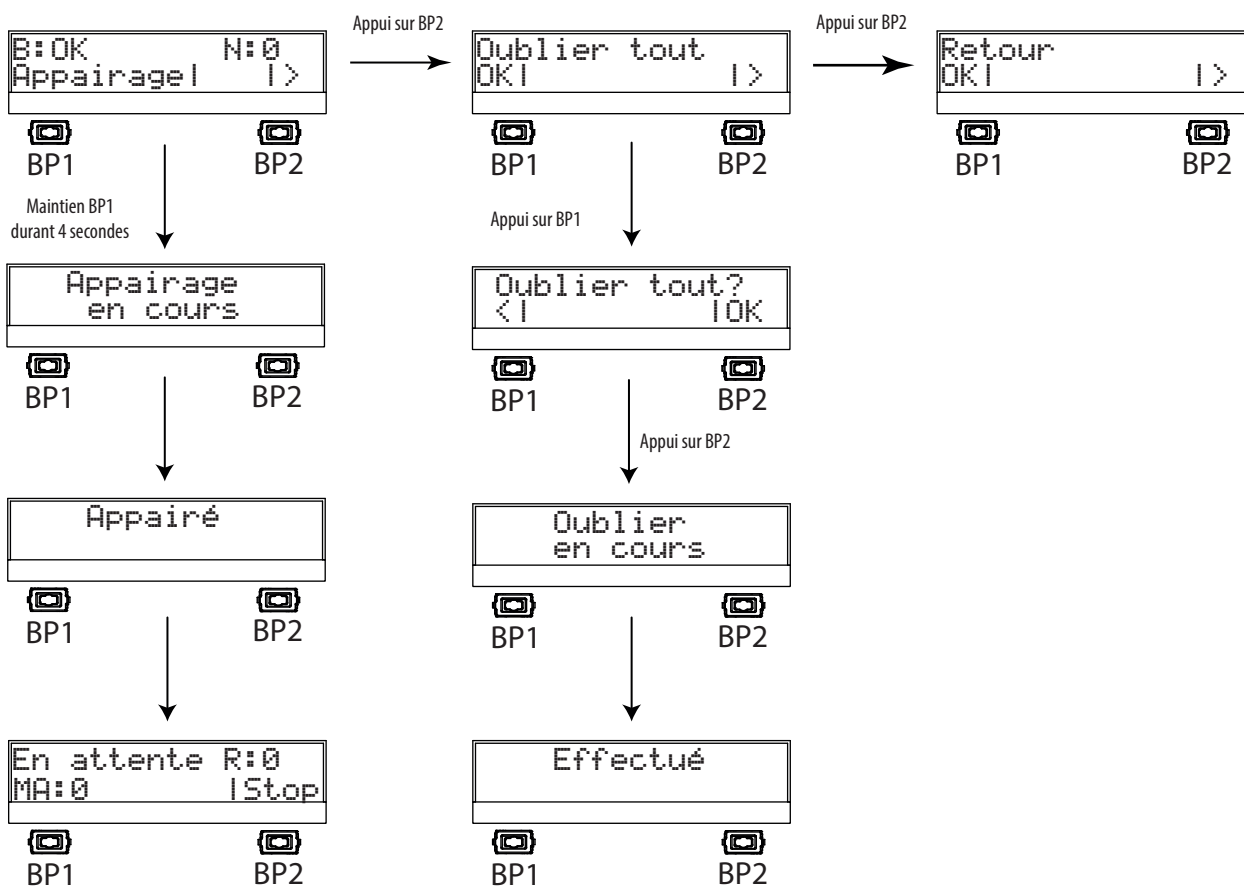 Appui sur BP2
Appui sur BP2
B:OK N:0
Appairage| |>
BP1 BP2
Oublier tout
OK| |>
BP1 BP2
Retour
OK| |>
BP1 BP2
Maintien BP1
durant 4 secondes
Appui sur BP1
Appairage
en cours
BP1 BP2
Oublier tout?
<| |OK
BP1 BP2
Appui sur BP2
Appairé
BP1 BP2
Oublier
en cours
BP1 BP2
En attente R:0
MA:0 |Stop
BP1 BP2
Effectué
BP1 BP2